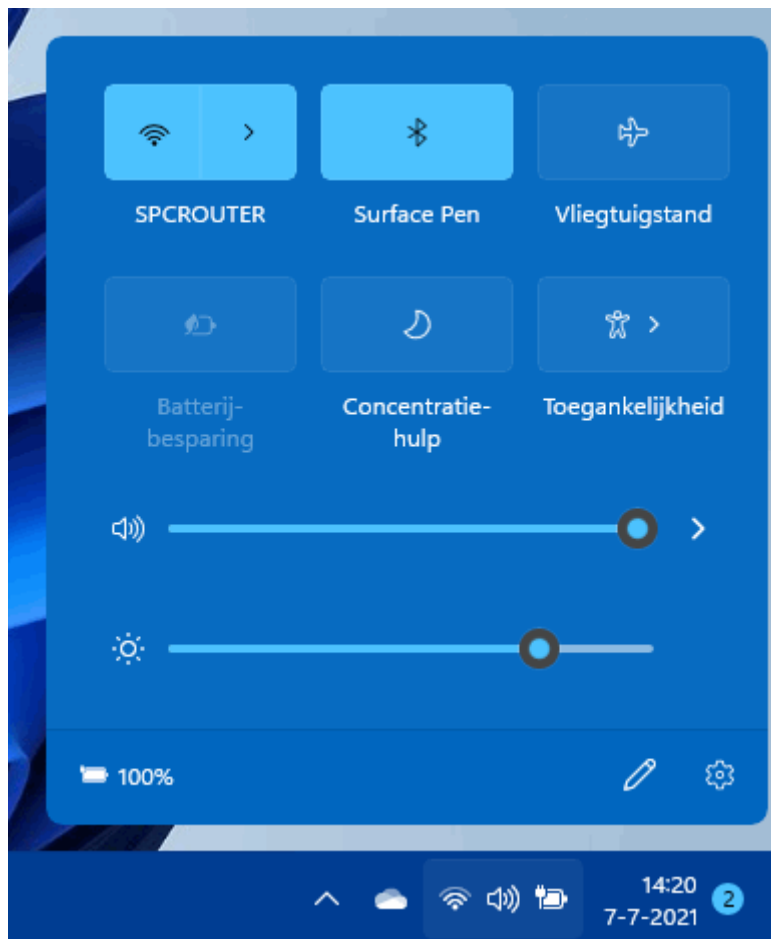 SPCROUTER
Surface Pen
Vliegtuigstand
Batterij-
besparing
Concentratie-
hulp
Toegankelijkheid
100%
14:20
7-7-2021
2